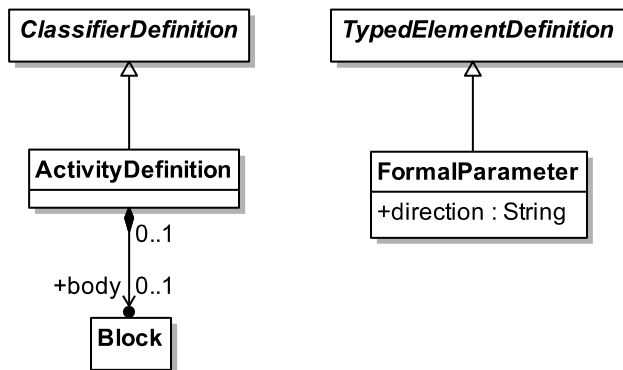 ClassifierDefinition
TypedElementDefinition
ActivityDefinition
FormalParameter
+direction : String
0..1
+body 0..1
Block